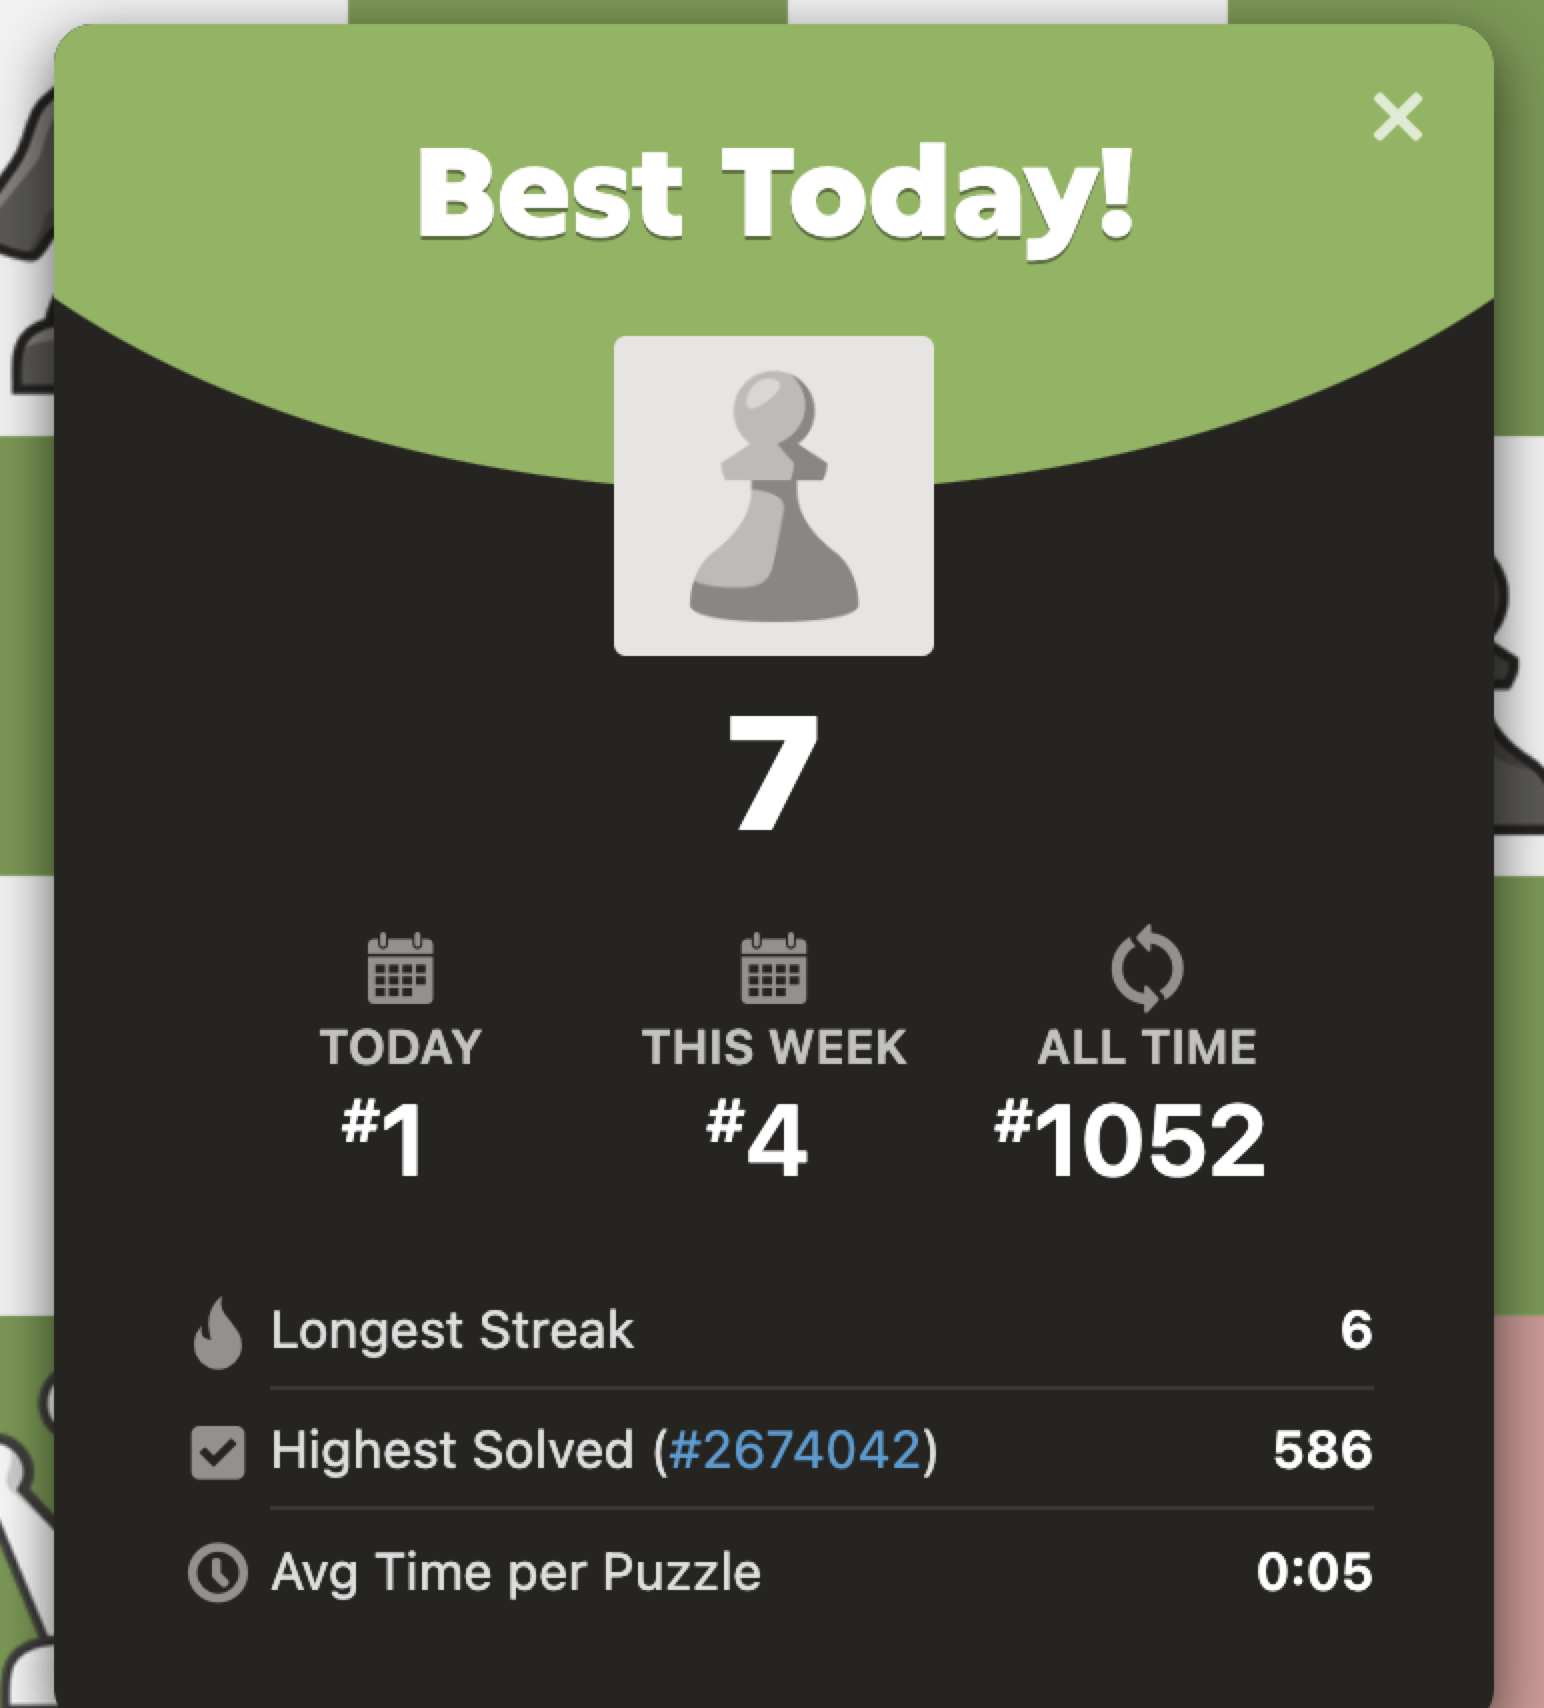 Best Today!
7
TODAY THIS WEEK ALL TIME
#1 #4 #1052
Longest Streak 6
Highest Solved (#2674042) 586
Avg Time per Puzzle 0:05